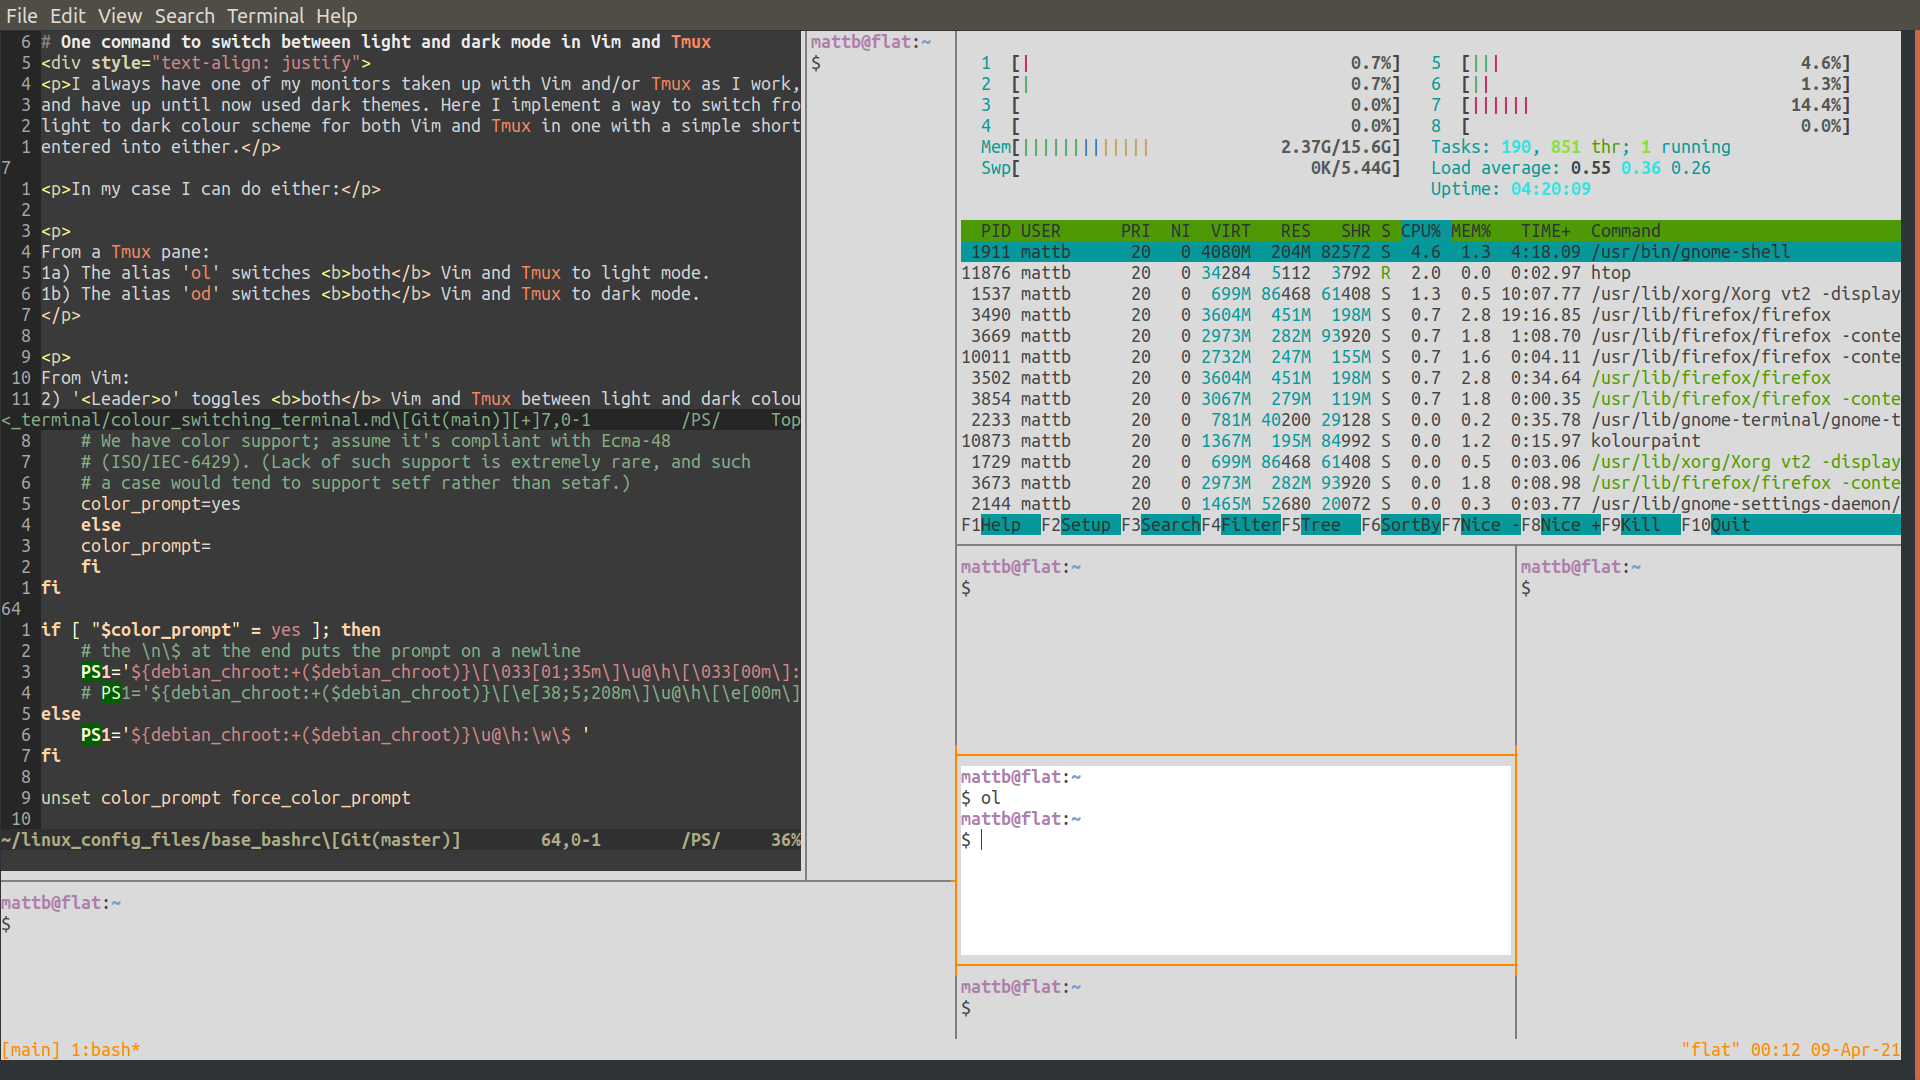 File Edit View Search Terminal Help
6 # One command to switch between light and dark mode in Vim and Tmux
5 <div style="text-align: justify">
4 <p>I always have one of my monitors taken up with Vim and/or Tmux as I work,
3 and have up until now used dark themes. Here I implement a way to switch fro
2 light to dark colour scheme for both Vim and Tmux in one with a simple short
1 entered into either.</p>
7
1 <p>In my case I can do either:</p>
2
3 <p>
4 From a Tmux pane:
5 1a) The alias 'ol' switches <b>both</b> Vim and Tmux to light mode.
6 1b) The alias 'od' switches <b>both</b> Vim and Tmux to dark mode.
7 </p>
8
9 <p>
10 From Vim:
11 2) '<Leader>o' toggles <b>both</b> Vim and Tmux between light and dark colou
<_terminal/colour_switching_terminal.md\[Git(main)][+]7,0-1 /PS/ Top
8 # We have color support; assume it's compliant with Ecma-48
7 # (ISO/IEC-6429). (Lack of such support is extremely rare, and such
6 # a case would tend to support setf rather than setaf.)
5 color_prompt=yes
4 else
3 color_prompt=
2 fi
1 fi
64
1 if [ "$color_prompt" = yes ]; then
2 # the \n\$ at the end puts the prompt on a newline
3 PS1='${debian_chroot:+($debian_chroot)}\[\033[01;35m\]\u@\h\[\033[00m\]:
4 # PS1='${debian_chroot:+($debian_chroot)}\[\e[38;5;208m\]\u@\h\[\e[00m\]
5 else
6 PS1='${debian_chroot:+($debian_chroot)}\u@\h:\w\$ '
7 fi
8
9 unset color_prompt force_color_prompt
10
~/linux_config_files/base_bashrc\[Git(master)] 64,0-1 /PS/ 36%
mattb@flat:~
$
mattb@flat:~
$
1 [| 0.7%] 5 [||| 4.6%]
2 [| 0.7%] 6 [|| 1.3%]
3 [ 0.0%] 7 [|||||| 14.4%]
4 [ 0.0%] 8 [ 0.0%]
Mem[||||||||||||| 2.37G/15.6G] Tasks: 190, 851 thr; 1 running
Swp[ 0K/5.44G] Load average: 0.55 0.36 0.26
Uptime: 04:20:09
PID USER PRI NI VIRT RES SHR S CPU% MEM% TIME+ Command
1911 mattb 20 0 4080M 204M 82572 S 4.6 1.3 4:18.09 /usr/bin/gnome-shell
11876 mattb 20 0 34284 5112 3792 R 2.0 0.0 0:02.97 htop
1537 mattb 20 0 699M 86468 61408 S 1.3 0.5 10:07.77 /usr/lib/xorg/Xorg vt2 -display
3490 mattb 20 0 3604M 451M 198M S 0.7 2.8 19:16.85 /usr/lib/firefox/firefox
3669 mattb 20 0 2973M 282M 93920 S 0.7 1.8 1:08.70 /usr/lib/firefox/firefox -conte
10011 mattb 20 0 2732M 247M 155M S 0.7 1.6 0:04.11 /usr/lib/firefox/firefox -conte
3502 mattb 20 0 3604M 451M 198M S 0.7 2.8 0:34.64 /usr/lib/firefox/firefox
3854 mattb 20 0 3067M 279M 119M S 0.7 1.8 0:00.35 /usr/lib/firefox/firefox -conte
2233 mattb 20 0 781M 40200 29128 S 0.0 0.2 0:35.78 /usr/lib/gnome-terminal/gnome-t
10873 mattb 20 0 1367M 195M 84992 S 0.0 1.2 0:15.97 kolourpaint
1729 mattb 20 0 699M 86468 61408 S 0.0 0.5 0:03.06 /usr/lib/xorg/Xorg vt2 -display
3673 mattb 20 0 2973M 282M 93920 S 0.0 1.8 0:08.98 /usr/lib/firefox/firefox -conte
2144 mattb 20 0 1465M 52680 20072 S 0.0 0.3 0:03.77 /usr/lib/gnome-settings-daemon/
F1Help F2Setup F3SearchF4FilterF5Tree F6SortByF7Nice -F8Nice +F9Kill F10Quit
mattb@flat:~
$
mattb@flat:~
$
mattb@flat:~
$ ol
mattb@flat:~
$
mattb@flat:~
$
[main] 1:bash* "flat" 00:12 09-Apr-21